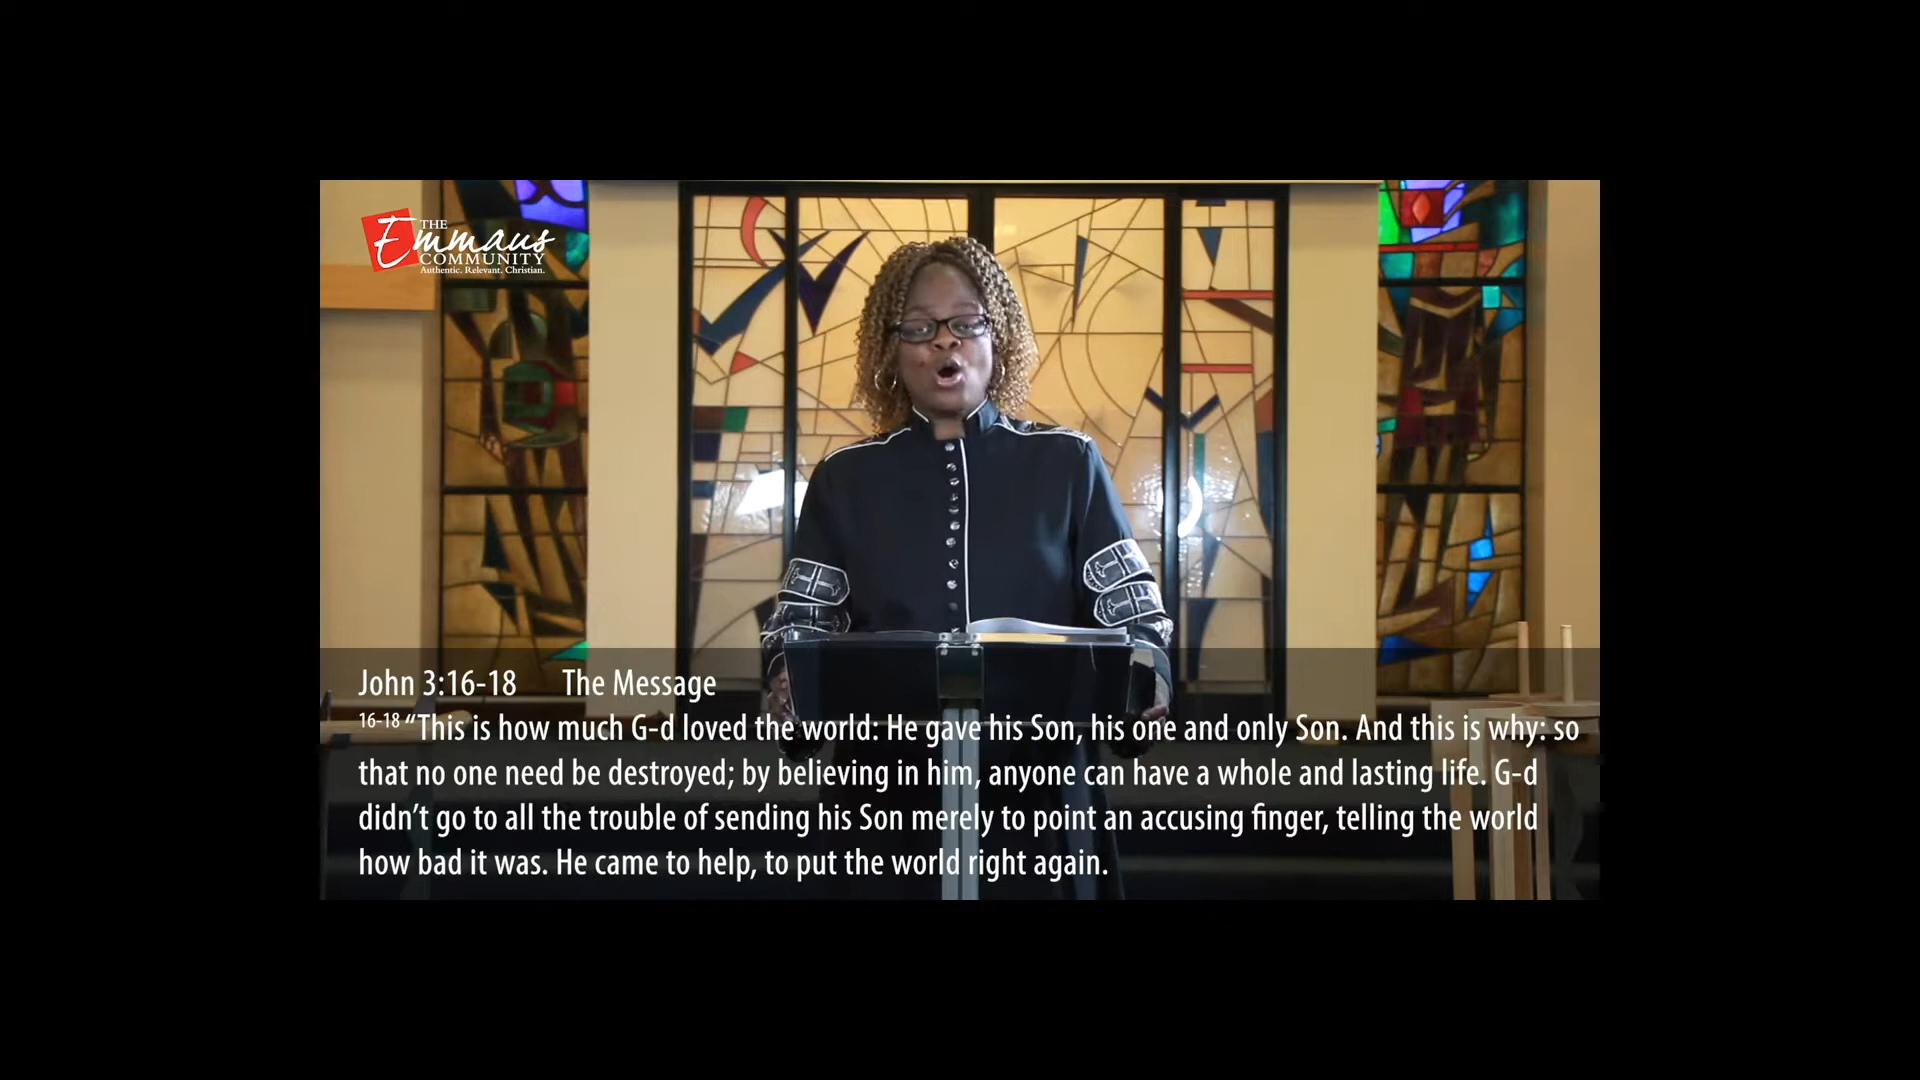 THE
Emmaus
COMMUNITY
Authentic. Relevant. Christian.
John 3:16-18 The Message
16-18 “This is how much G-d loved the world: He gave his Son, his one and only Son. And this is why: so
that no one need be destroyed; by believing in him, anyone can have a whole and lasting life. G-d
didn’t go to all the trouble of sending his Son merely to point an accusing finger, telling the world
how bad it was. He came to help, to put the world right again.